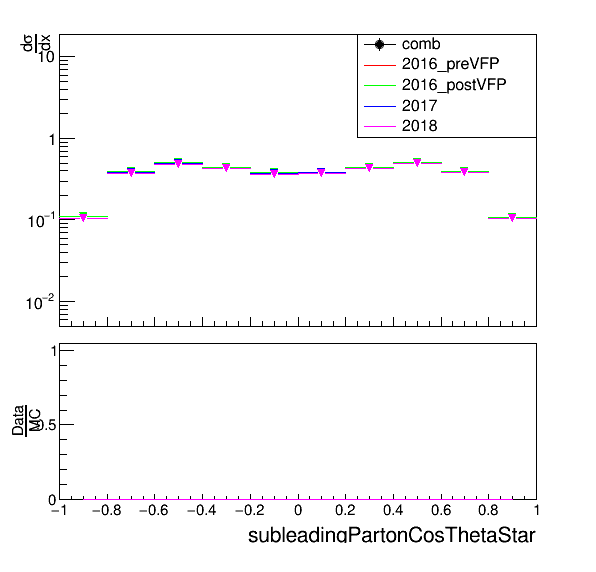 dσ
dx
10
1
10⁻¹
10⁻²
comb
2016_preVFP
2016_postVFP
2017
2018
Data
MC
1
0.5
0
−1 −0.8 −0.6 −0.4 −0.2 0 0.2 0.4 0.6 0.8 1
subleadingPartonCosThetaStar